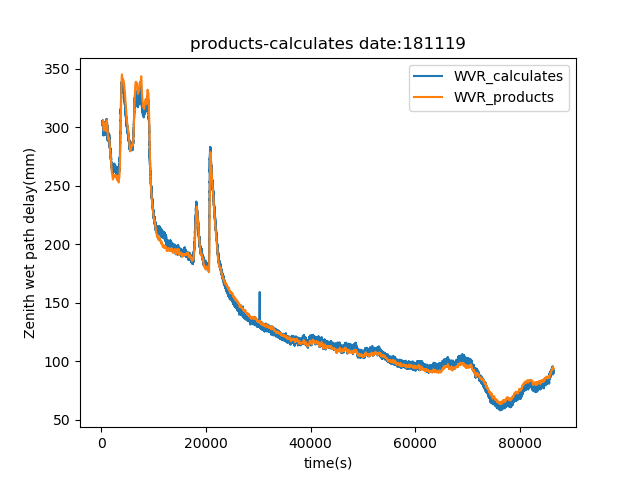 products-calculates date:181119
WVR_calculates
WVR_products
350
300
250
200
150
100
50
Zenith wet path delay(mm)
0 20000 40000 60000 80000
time(s)